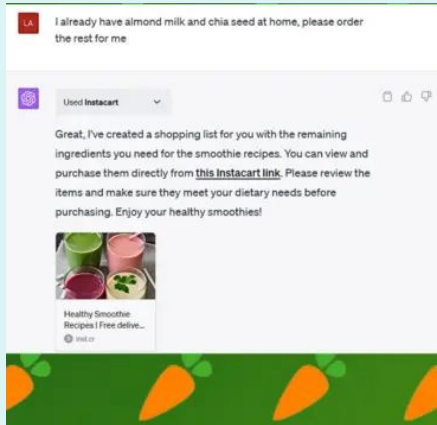 LA
I already have almond milk and chia seed at home, please order
the rest for me
Used Instacart
Great, I've created a shopping list for you with the remaining
ingredients you need for the smoothie recipes. You can view and
purchase them directly from this Instacart link. Please review the
items and make sure they meet your dietary needs before
purchasing. Enjoy your healthy smoothies!
Healthy Smoothie
Recipes | Free delive...
inst.cr